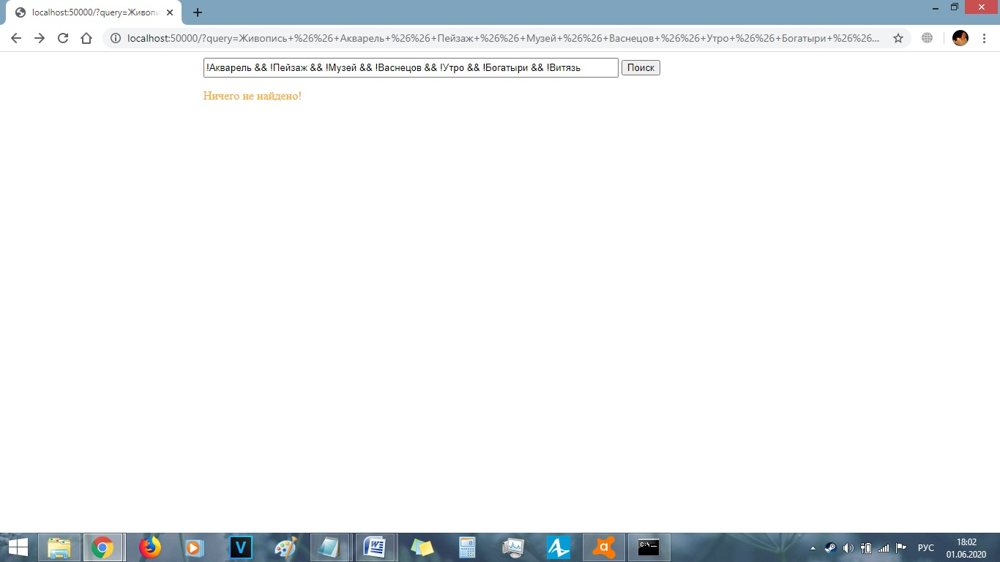 localhost:50000/?query=Живопи
localhost:50000/?query=Живопись+%26%26+Акварель+%26%26+Пейзаж+%26%26+Музей+%26%26+Васнецов+%26%26+Утро+%26%26+Богатыри+%26%26...
!Акварель && !Пейзаж && !Музей && !Васнецов && !Утро && !Богатыри && !Витязь Поиск
Ничего не найдено!
РУС
18:02
01.06.2020